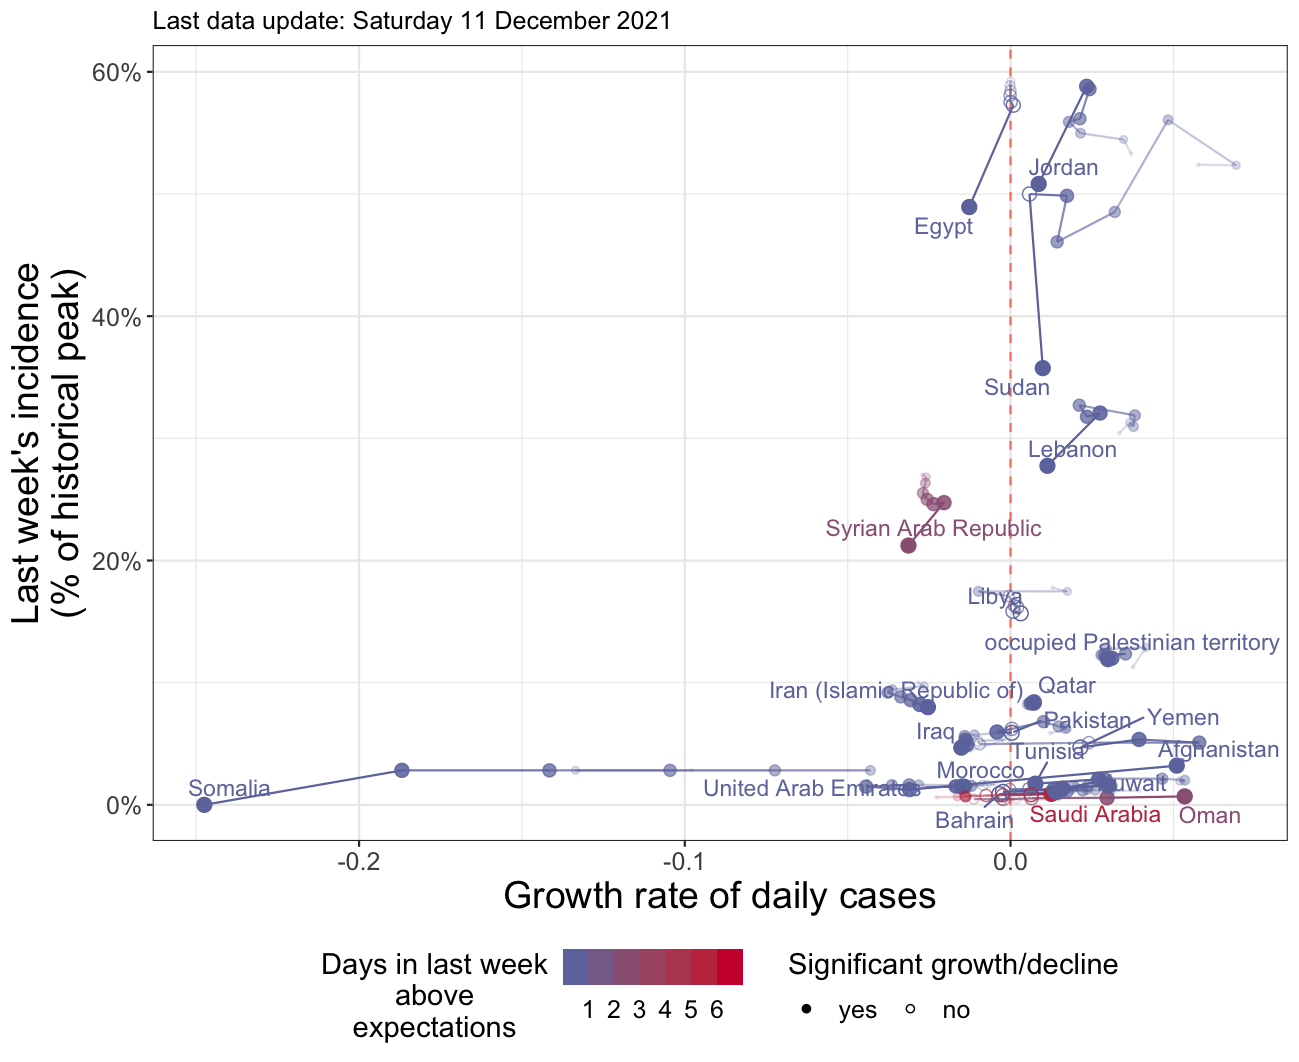 Last data update: Saturday 11 December 2021
60%
40%
20%
0%
Last week's incidence
(% of historical peak)
Jordan
Egypt
Sudan
Lebanon
Syrian Arab Republic
Libya
occupied Palestinian territory
Iran (Islamic Republic of)
Qatar
Iraq
Pakistan
Yemen
Tunisia
Afghanistan
Morocco
Somalia
United Arab Emirates
Kuwait
Bahrain
Saudi Arabia
Oman
-0.2
-0.1
0.0
Growth rate of daily cases
Days in last week
above
expectations
1 2 3 4 5 6
Significant growth/decline
yes
no